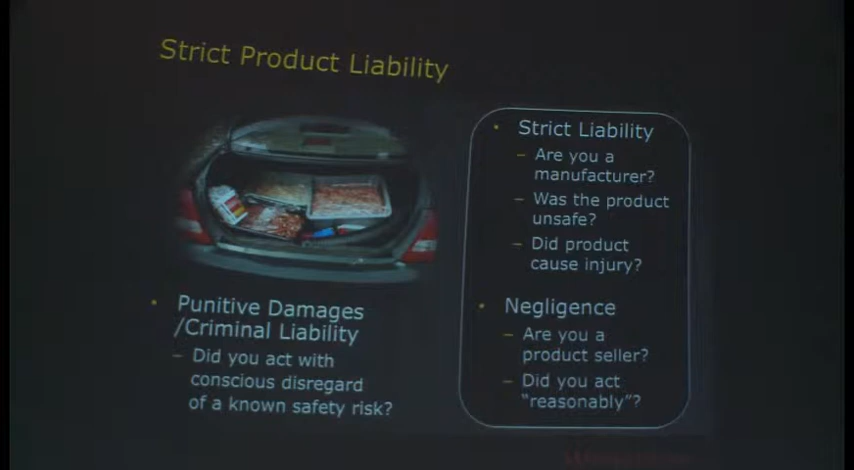 Strict Product Liability
• Punitive Damages
/Criminal Liability
– Did you act with
conscious disregard
of a known safety risk?
• Strict Liability
– Are you a
manufacturer?
– Was the product
unsafe?
– Did product
cause injury?
• Negligence
– Are you a
product seller?
– Did you act
“reasonably”?